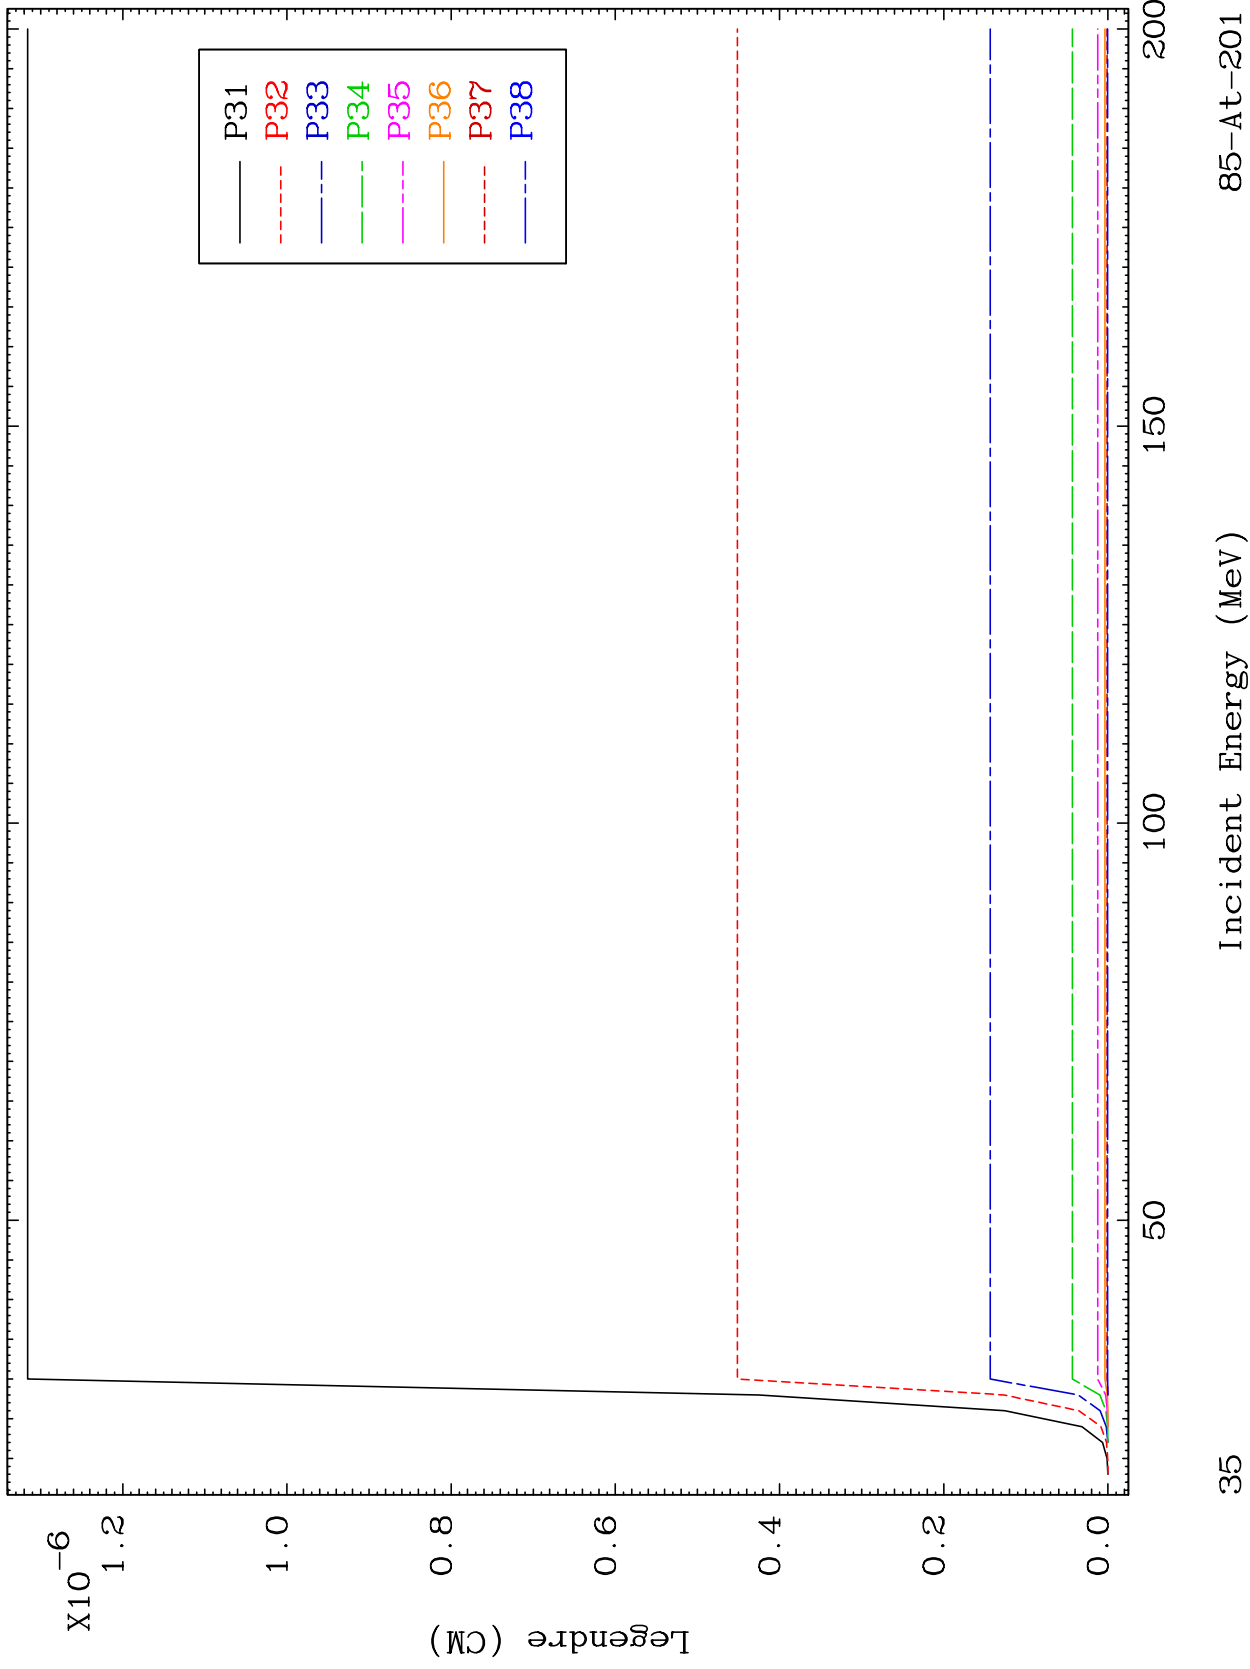 X10-6
1.2
1.0
0.8
0.6
0.4
0.2
0.0
Legendre (CM)
P31
P32
P33
P34
P35
P36
P37
P38
50
100
150
200
Incident Energy (MeV)
35
85-At-201